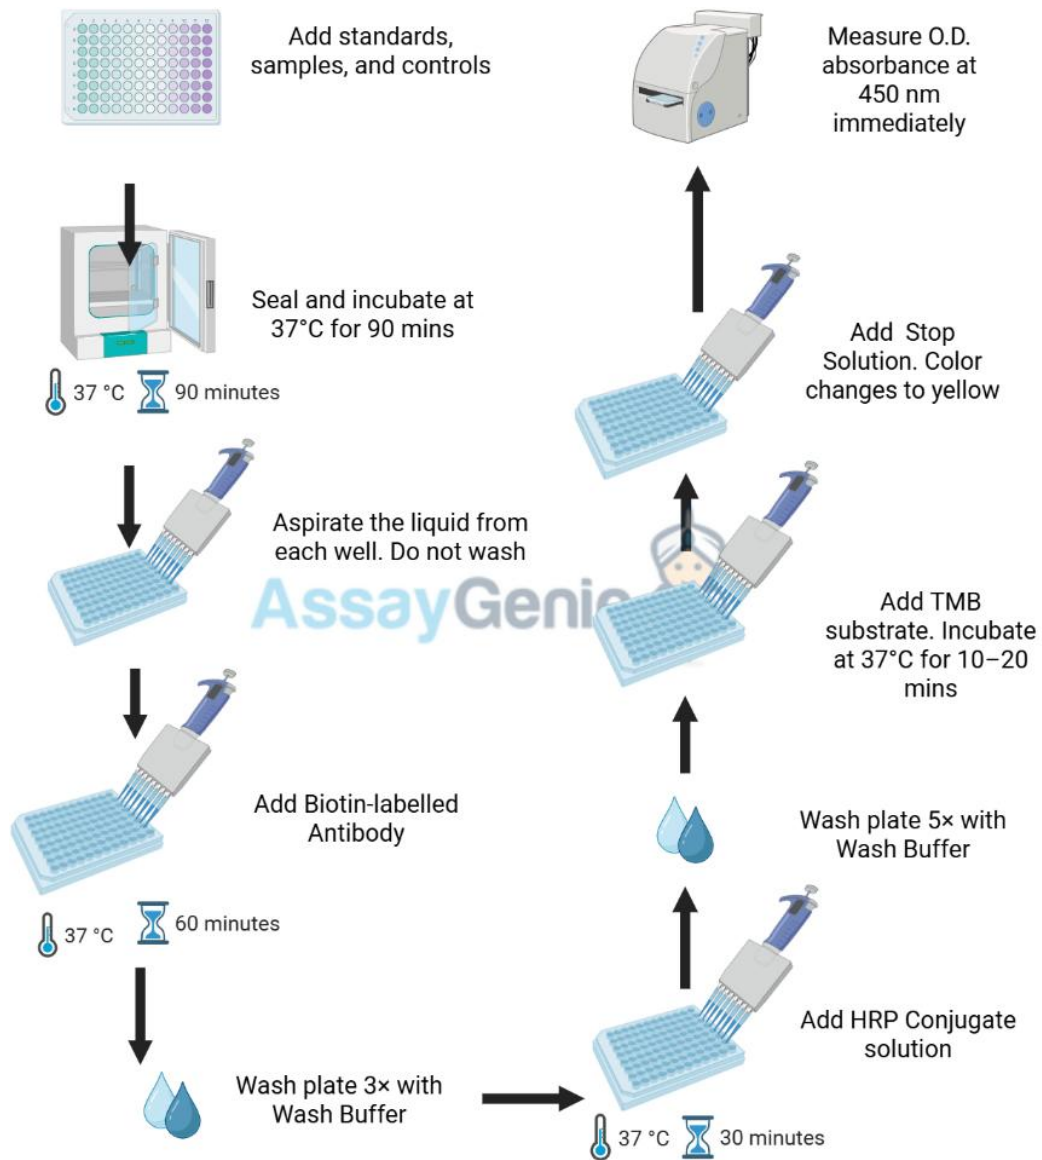 Add standards,
samples, and controls
Seal and incubate at
37°C for 90 mins
37 °C
90 minutes
Aspirate the liquid from
each well. Do not wash
AssayGenie
Add Biotin-labelled
Antibody
37 °C
60 minutes
Wash plate 3× with
Wash Buffer
Add HRP Conjugate
solution
37 °C
30 minutes
Wash plate 5× with
Wash Buffer
Add TMB
substrate. Incubate
at 37°C for 10–20
mins
Add Stop
Solution. Color
changes to yellow
Measure O.D.
absorbance at
450 nm
immediately